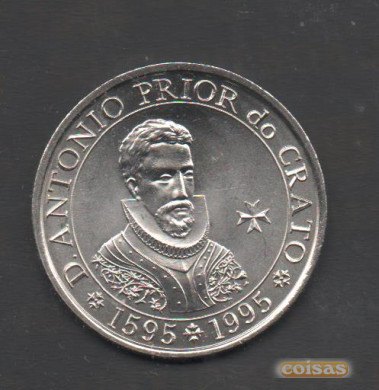 D. ANTONIO PRIOR do CRATO
1595 1995
coisas